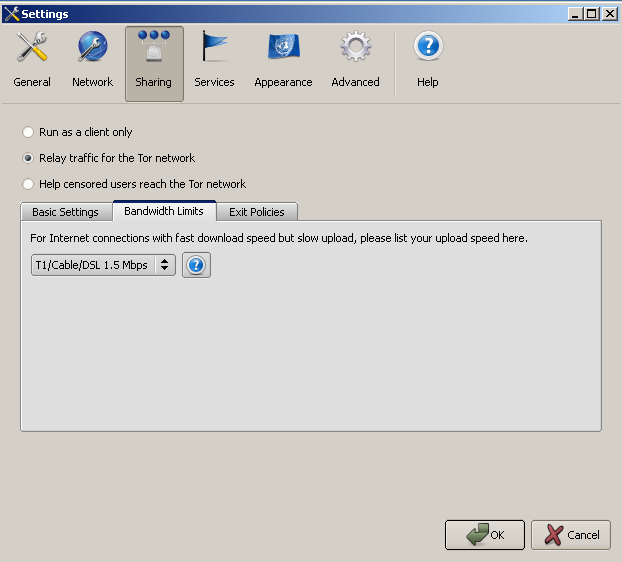 Settings
General Network Sharing Services Appearance Advanced Help
Run as a client only
Relay traffic for the Tor network
Help censored users reach the Tor network
Basic Settings Bandwidth Limits Exit Policies
For Internet connections with fast download speed but slow upload, please list your upload speed here.
T1/Cable/DSL 1.5 Mbps ?
OK Cancel